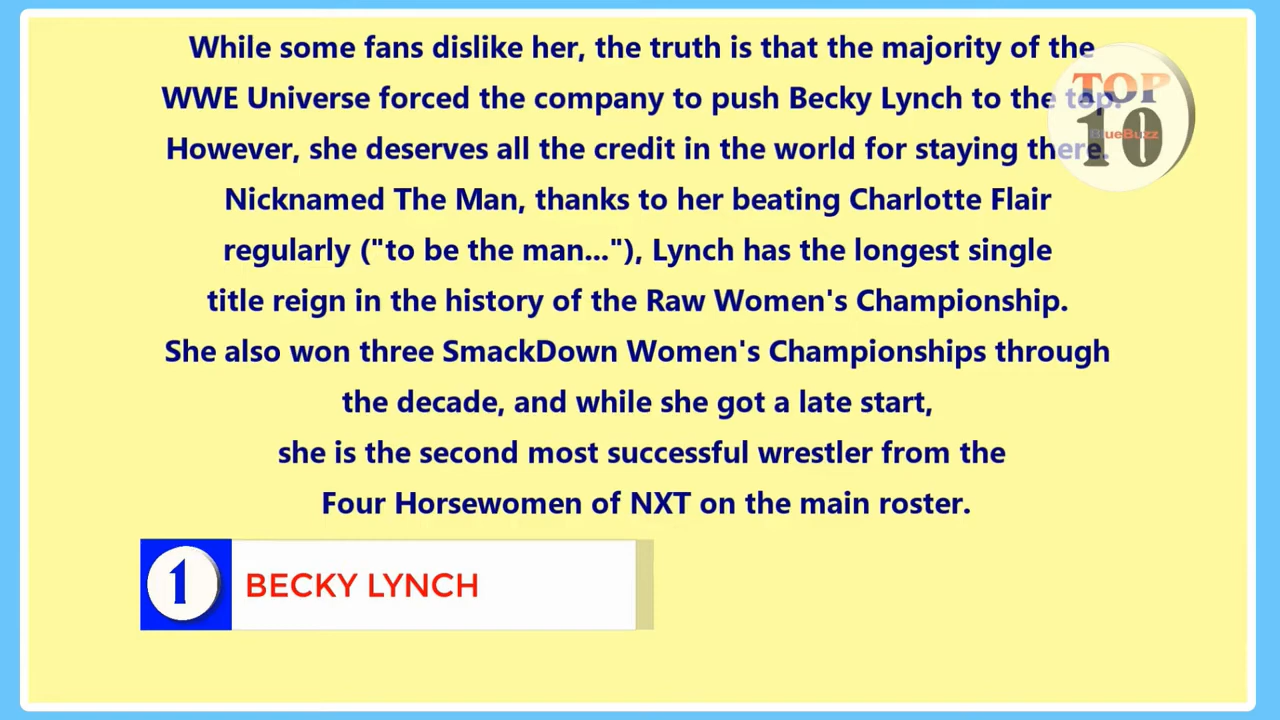 While some fans dislike her, the truth is that the majority of the
WWE Universe forced the company to push Becky Lynch to the top.
However, she deserves all the credit in the world for staying there.
Nicknamed The Man, thanks to her beating Charlotte Flair
regularly ("to be the man..."), Lynch has the longest single
title reign in the history of the Raw Women's Championship.
She also won three SmackDown Women's Championships through
the decade, and while she got a late start,
she is the second most successful wrestler from the
Four Horsewomen of NXT on the main roster.
TOP
10
BlueBuzz
1 BECKY LYNCH